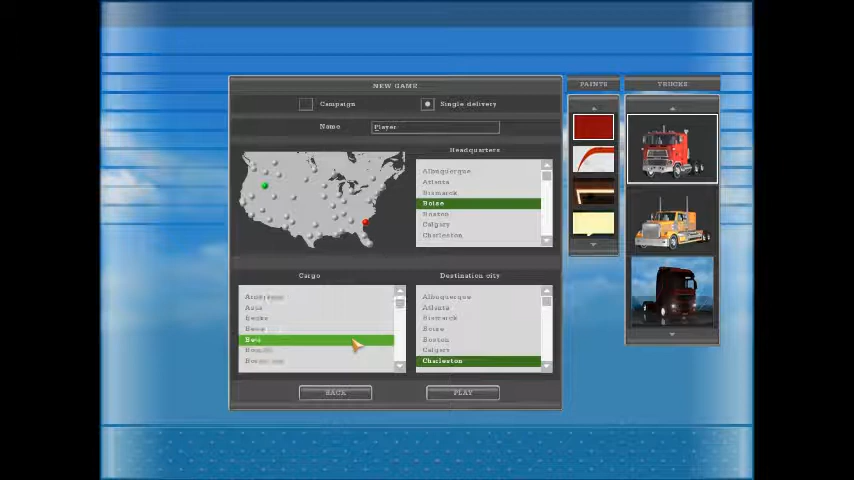 NEW GAME
Campaign
Single delivery
Name
Player
Headquarters
Albuquerque
Atlanta
Bismarck
Boise
Boston
Calgary
Charleston
Cargo
Destination city
Albuquerque
Atlanta
Bismarck
Boise
Boston
Calgary
Charleston
BACK
PLAY
PAINTS
TRUCKS